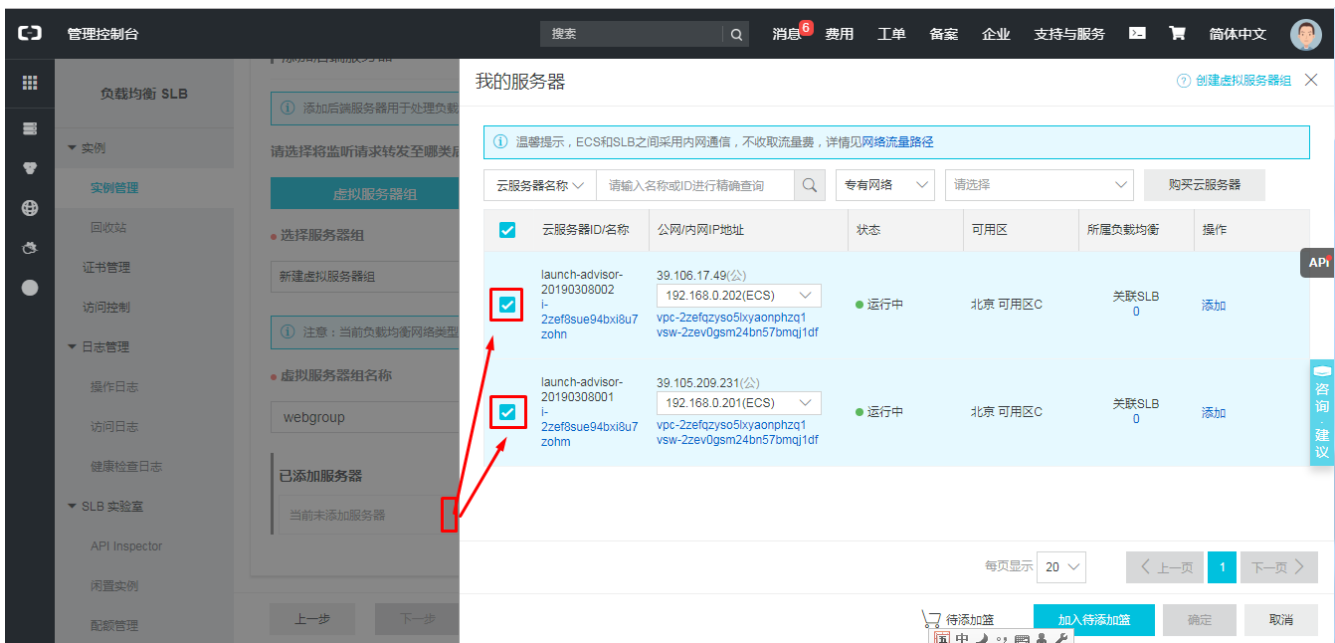 管理控制台
搜索
消息 6 费用 工单 备案 企业 支持与服务 简体中文
负载均衡 SLB
实例
实例管理
回收站
证书管理
访问控制
日志管理
操作日志
访问日志
健康检查日志
SLB 实验室
API Inspector
闲置实例
配额管理
添加后端服务器用于处理负载
请选择将监听请求转发至哪类后
虚拟服务器组
选择服务器组
新建虚拟服务器组
注意：当前负载均衡网络类型
虚拟服务器组名称
webgroup
已添加服务器
当前未添加服务器
上一步 下一步
我的服务器
创建虚拟服务器组
温馨提示，ECS和SLB之间采用内网通信，不收取流量费，详情见网络流量路径
云服务器名称 请输入名称或ID进行精确查询 专有网络 请选择 购买云服务器
云服务器ID/名称 公网/内网IP地址 状态 可用区 所属负载均衡 操作
launch-advisor-
20190308002
i-
2zef8sue94bxi8u7
zohn
39.106.17.49(公)
192.168.0.202(ECS)
vpc-2zefqzyso5lxyaonphzq1
vsw-2zev0gsm24bn57bmqj1df
运行中
北京 可用区C
关联SLB
0
添加
launch-advisor-
20190308001
i-
2zef8sue94bxi8u7
zohm
39.105.209.231(公)
192.168.0.201(ECS)
vpc-2zefqzyso5lxyaonphzq1
vsw-2zev0gsm24bn57bmqj1df
运行中
北京 可用区C
关联SLB
0
添加
API
咨询·建议
每页显示 20 上一页 1 下一页
待添加篮 加入待添加篮 确定 取消
五 中